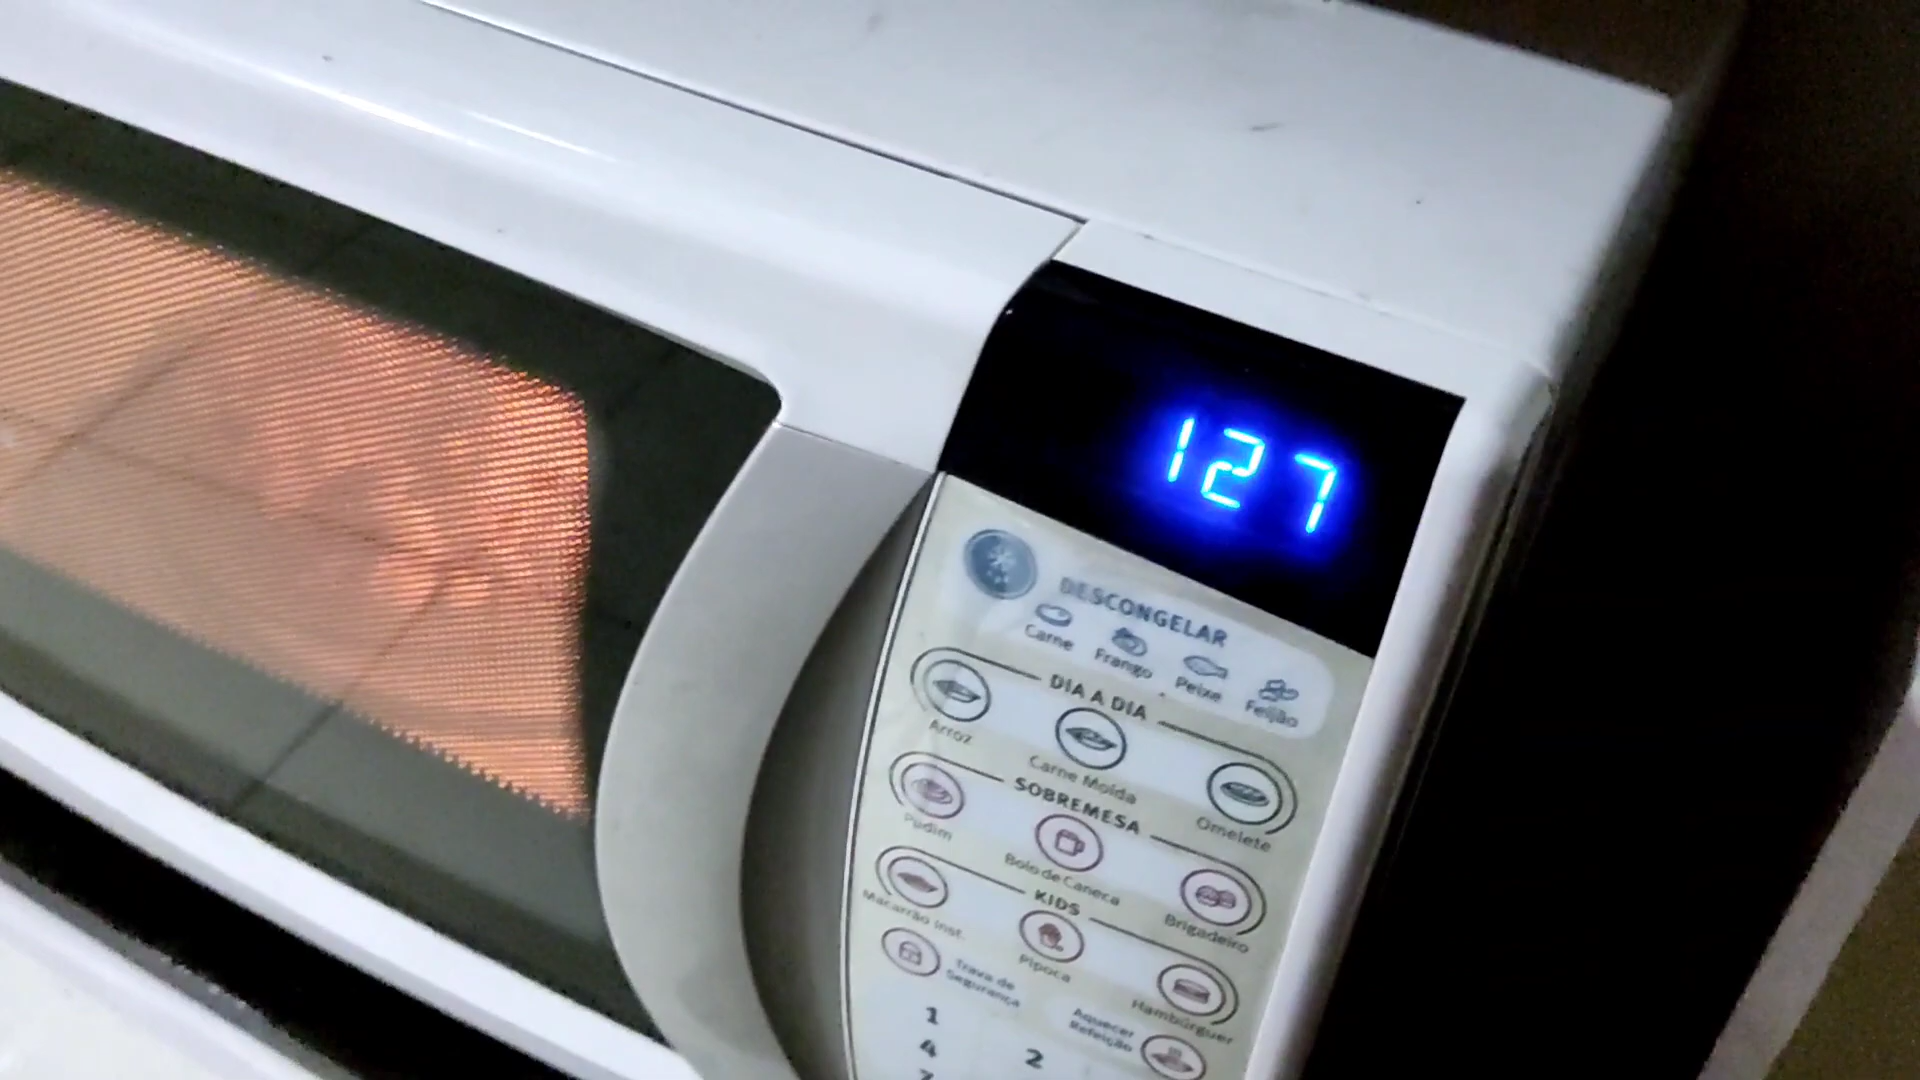 127
DESCONGELAR
Carne Frango Peixe Feijão
DIA A DIA
Arroz Carne Moída Omelete
SOBREMESA
Pudim Bolo de Caneca Brigadeiro
KIDS
Macarrão Inst. Pipoca Hambúrguer
Trava de
Segurança
Aquecer
Refeição
1
2
4
7